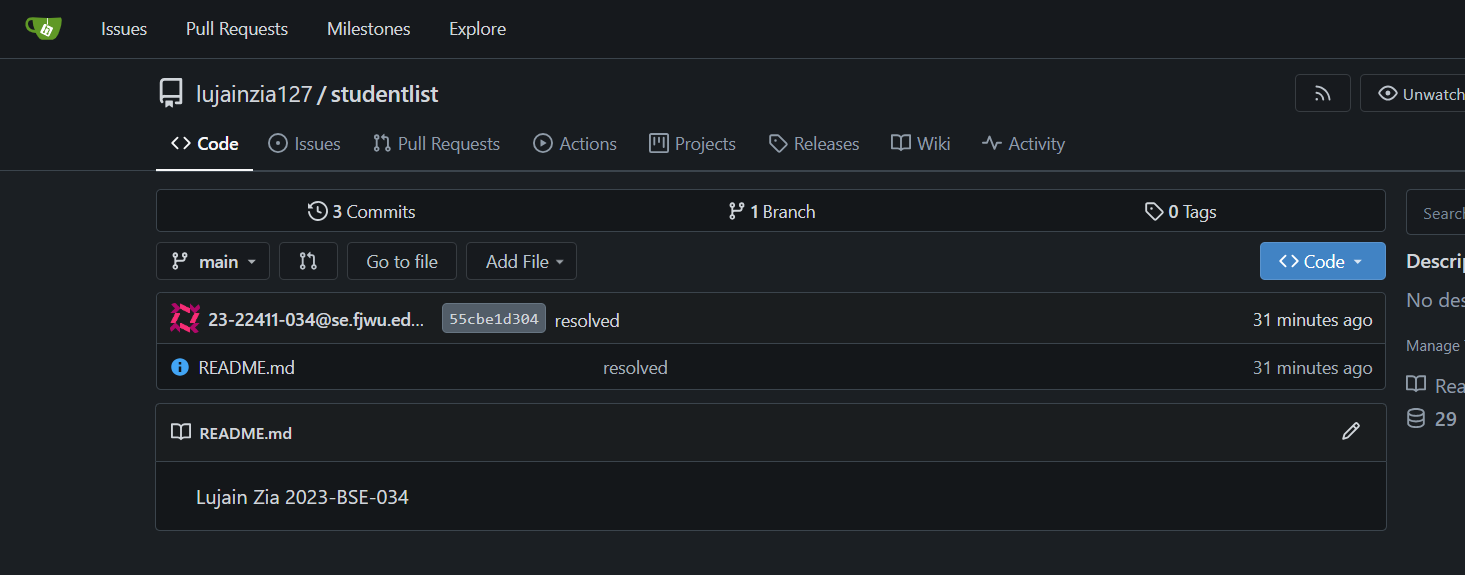 Issues Pull Requests Milestones Explore
lujainzia127 / studentlist
Unwatch
Code Issues Pull Requests Actions Projects Releases Wiki Activity
3 Commits 1 Branch 0 Tags
Search
main Go to file Add File Code
Descrip
No des
23-22411-034@se.fjwu.ed... 55cbe1d304 resolved 31 minutes ago
Manage
README.md resolved 31 minutes ago
Rea
29
README.md
Lujain Zia 2023-BSE-034